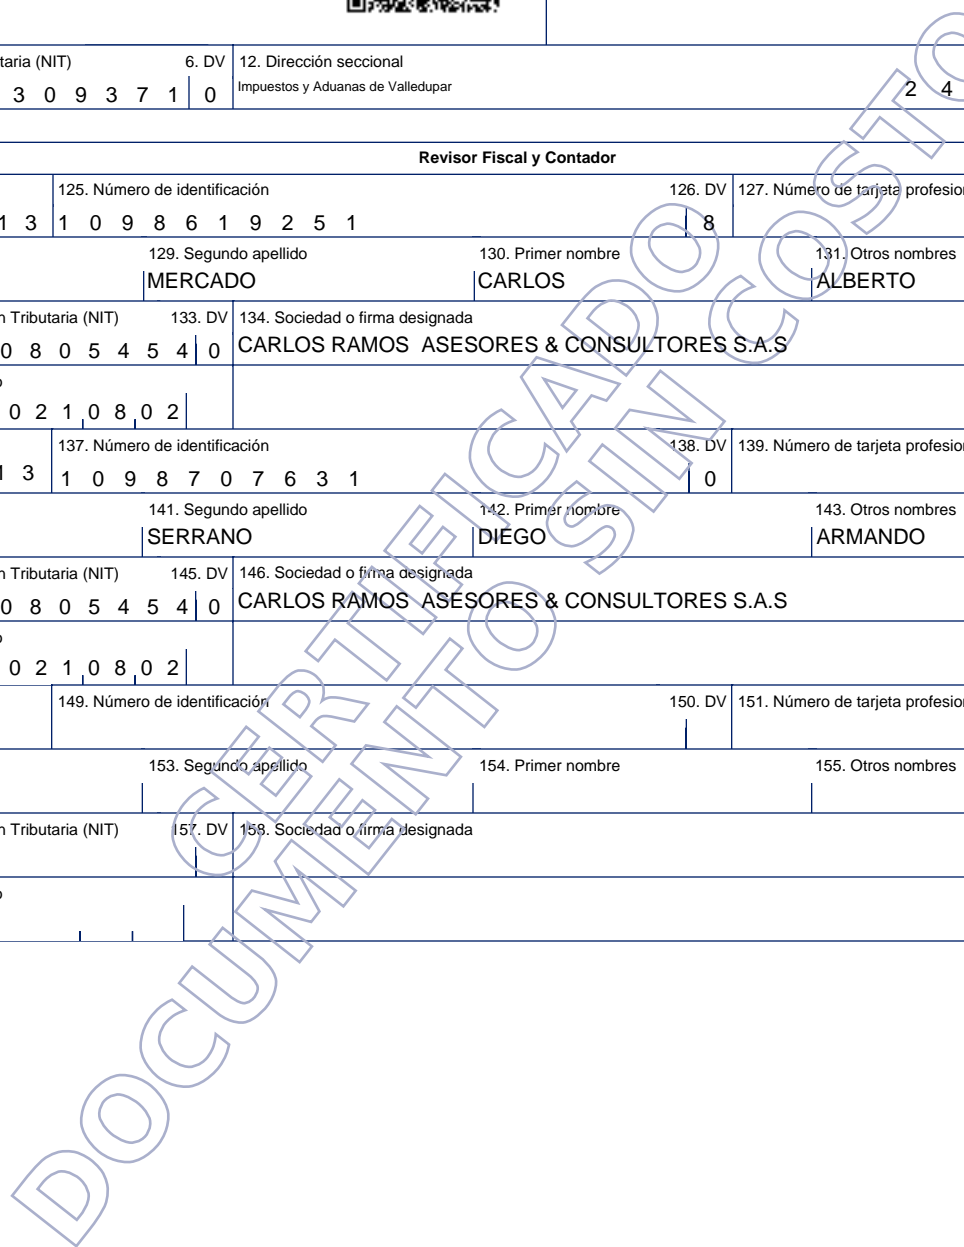 taria (NIT) 6. DV 12. Dirección seccional
3 0 9 3 7 1 0 Impuestos y Aduanas de Valledupar 2 4
Revisor Fiscal y Contador
125. Número de identificación 126. DV 127. Número de tarjeta profesion
1 3 1 0 9 8 6 1 9 2 5 1 8
129. Segundo apellido 130. Primer nombre 131. Otros nombres
MERCADO CARLOS ALBERTO
n Tributaria (NIT) 133. DV 134. Sociedad o firma designada
0 8 0 5 4 5 4 0 CARLOS RAMOS ASESORES & CONSULTORES S.A.S
o
0 2 1 0 8 0 2
137. Número de identificación 138. DV 139. Número de tarjeta profesion
1 3 1 0 9 8 7 0 7 6 3 1 0
141. Segundo apellido 142. Primer nombre 143. Otros nombres
SERRANO DIEGO ARMANDO
n Tributaria (NIT) 145. DV 146. Sociedad o firma designada
0 8 0 5 4 5 4 0 CARLOS RAMOS ASESORES & CONSULTORES S.A.S
o
0 2 1 0 8 0 2
149. Número de identificación 150. DV 151. Número de tarjeta profesion
153. Segundo apellido 154. Primer nombre 155. Otros nombres
n Tributaria (NIT) 157. DV 158. Sociedad o firma designada
o
CERTIFICADO
DOCUMENTO SIN COSTO